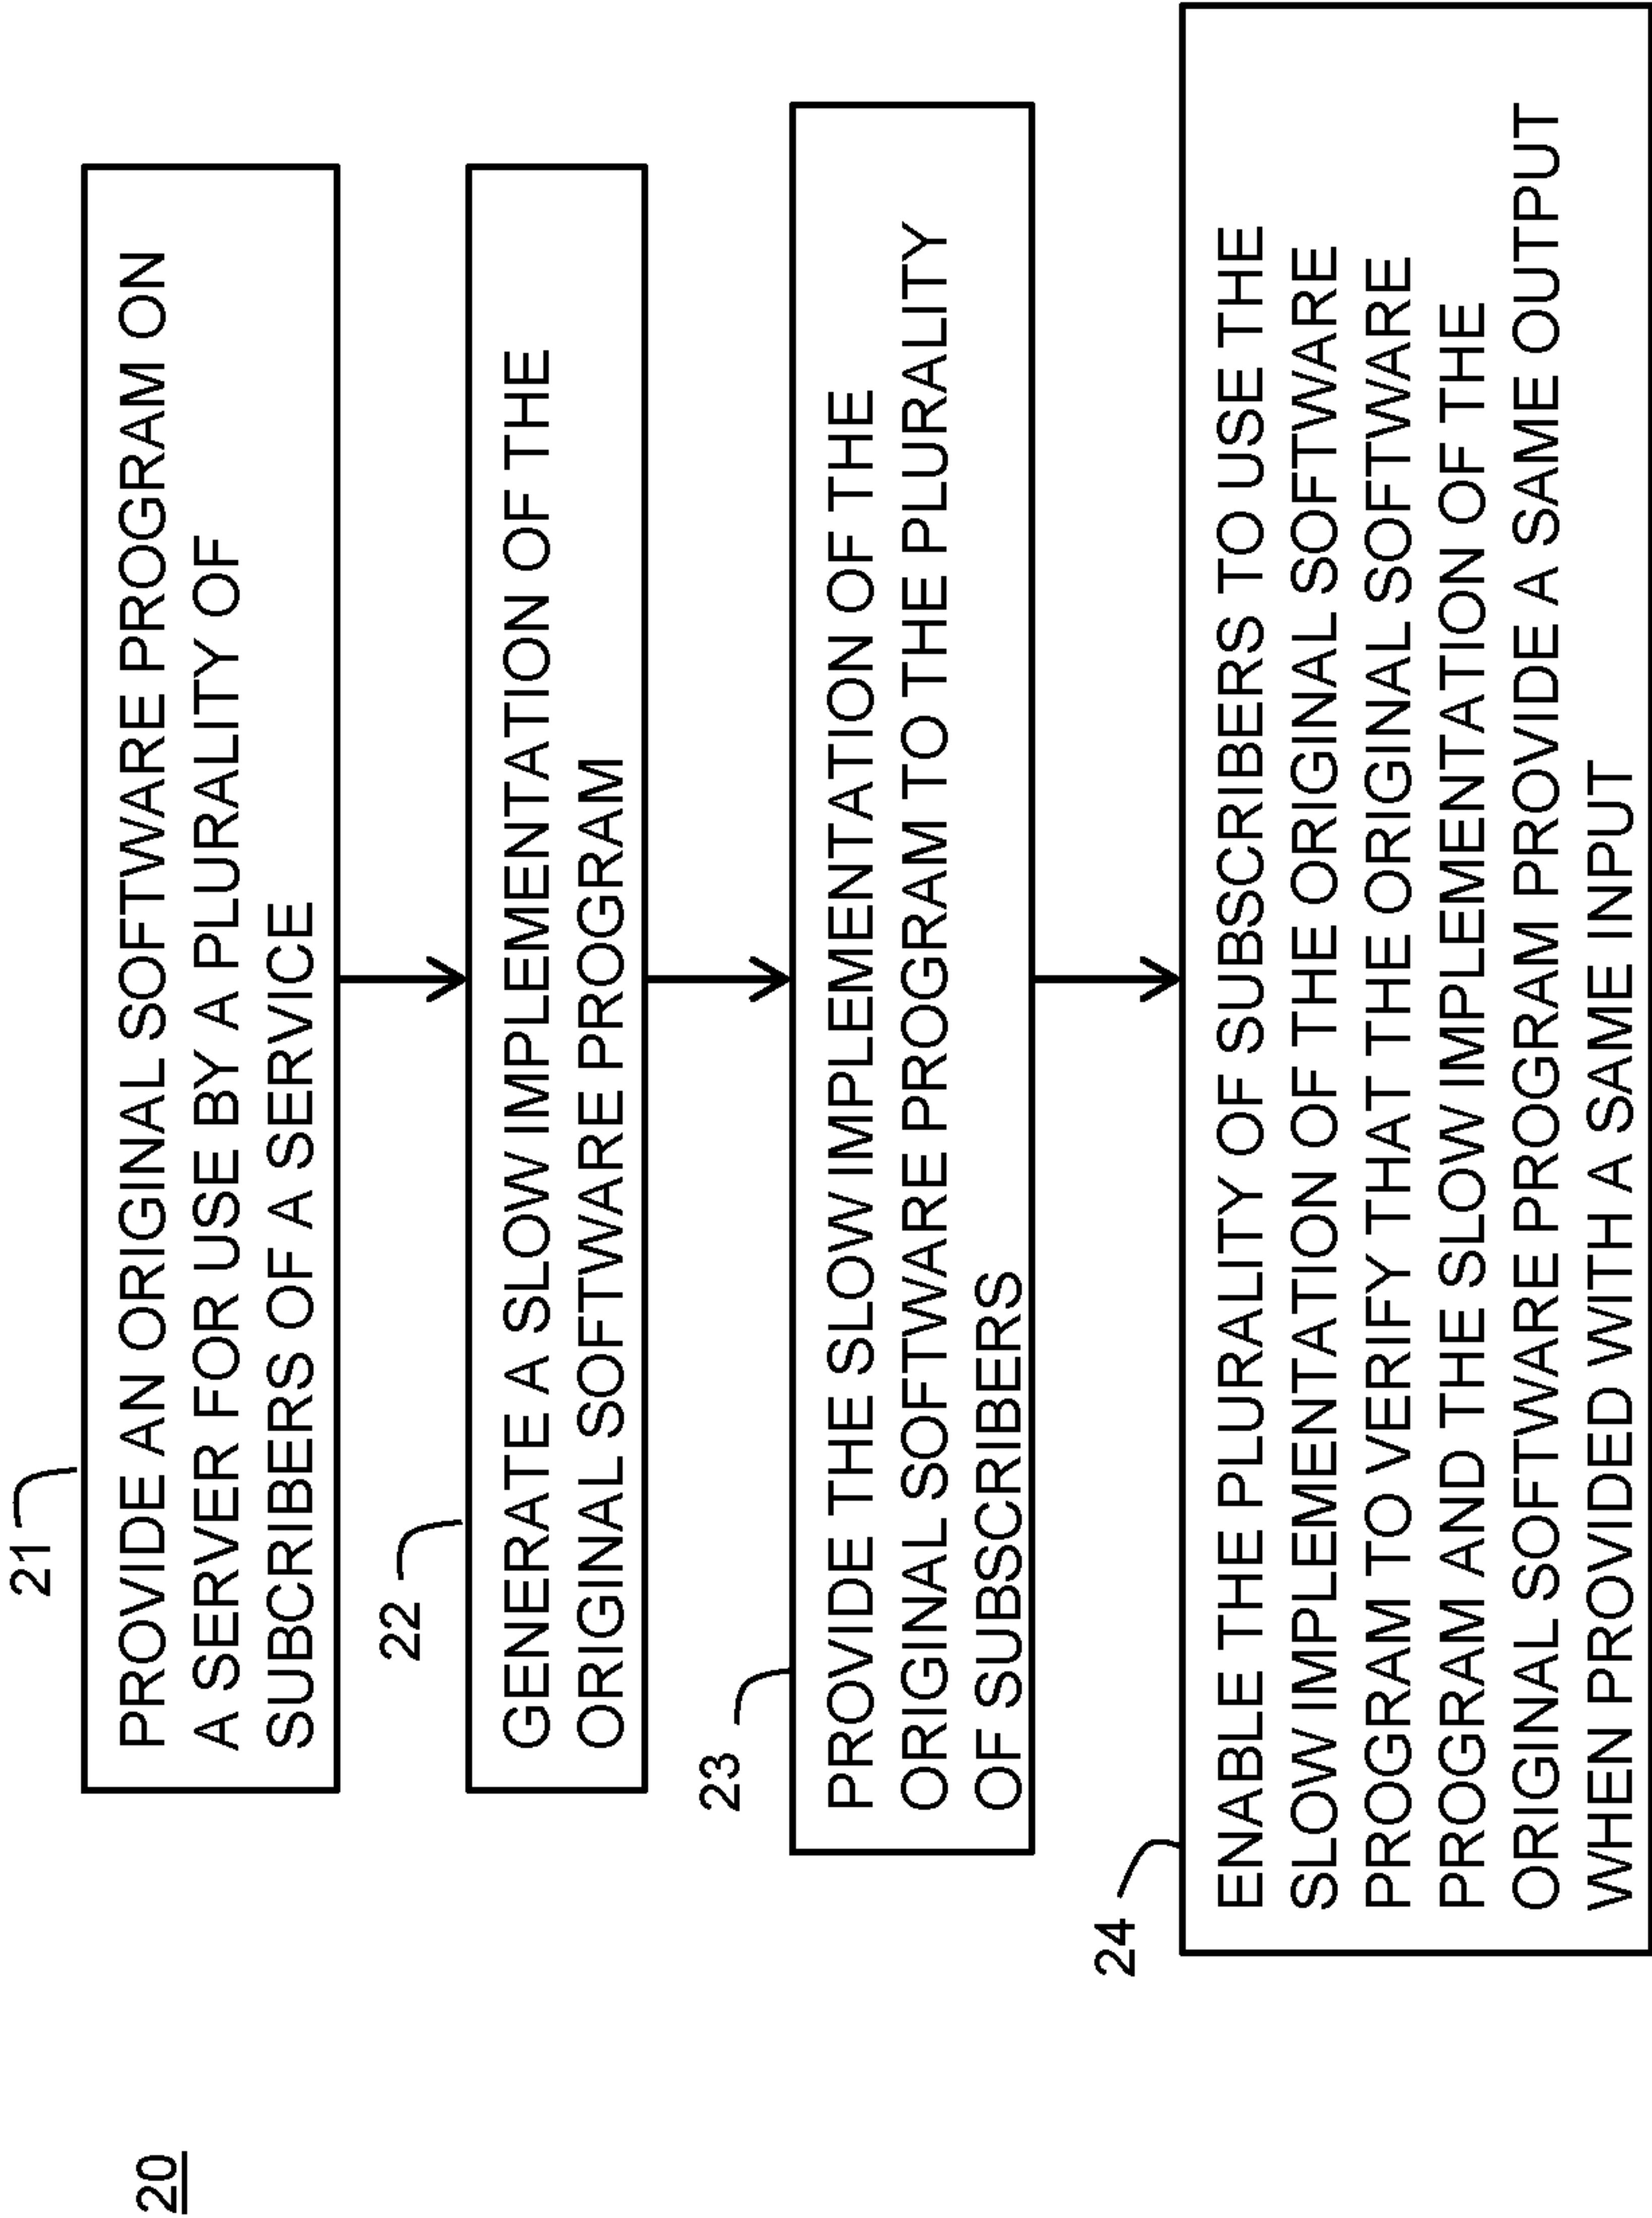 20
21
PROVIDE AN ORIGINAL SOFTWARE PROGRAM ON
A SERVER FOR USE BY A PLURALITY OF
SUBCRIBERS OF A SERVICE
22
GENERATE A SLOW IMPLEMENTATION OF THE
ORIGINAL SOFTWARE PROGRAM
23
PROVIDE THE SLOW IMPLEMENTATION OF THE
ORIGINAL SOFTWARE PROGRAM TO THE PLURALITY
OF SUBSCRIBERS
24
ENABLE THE PLURALITY OF SUBSCRIBERS TO USE THE
SLOW IMPLEMENTATION OF THE ORIGINAL SOFTWARE
PROGRAM TO VERIFY THAT THE ORIGINAL SOFTWARE
PROGRAM AND THE SLOW IMPLEMENTATION OF THE
ORIGINAL SOFTWARE PROGRAM PROVIDE A SAME OUTPUT
WHEN PROVIDED WITH A SAME INPUT